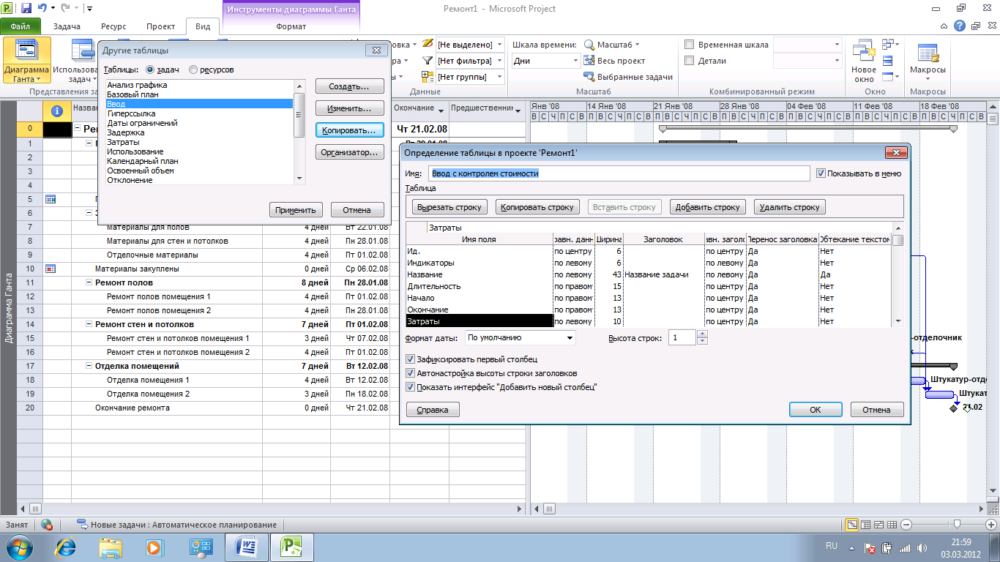 Инструменты диаграммы Ганта
Ремонт1 - Microsoft Project
Файл
Задача
Ресурс
Проект
Вид
Формат
Диаграмма Ганта
Использова
задач
Представления за
[Не выделено]
[Нет фильтра]
[Нет группы]
Данные
Шкала времени:
Дни
Масштаб
Весь проект
Выбранные задачи
Масштаб
Временная шкала
Детали
Комбинированный режим
Новое окно
Окно
Макросы
Макросы
Другие таблицы
Таблицы: задач ресурсов
Анализ графика
Базовый план
Ввод
Гиперссылка
Даты ограничений
Задержка
Затраты
Использование
Календарный план
Освоенный объем
Отклонение
Создать...
Изменить...
Копировать...
Организатор...
Применить
Отмена
Окончание
Предшественник
Янв '08
14 Янв '08
21 Янв '08
28 Янв '08
04 Фев '08
11 Фев '08
18 Фев '08
В С Ч П С В П В С Ч П С В П В С Ч П С В П В С Ч П С В П В С Ч П С В П В С Ч П С В П В С Ч П С В
0 Чт 21.02.08
1
2
3
4
5
6
7 Материалы для полов 4 дней Вт 22.01.08
8 Материалы для стен и потолков 4 дней Пн 28.01.08
9 Отделочные материалы 4 дней Пт 01.02.08
10 Материалы закуплены 0 дней Ср 06.02.08
11 Ремонт полов 8 дней Пн 28.01.08
12 Ремонт полов помещения 1 4 дней Пт 01.02.08
13 Ремонт полов помещения 2 4 дней Пн 28.01.08
14 Ремонт стен и потолков 7 дней Пт 01.02.08
15 Ремонт стен и потолков помещения 1 3 дней Чт 07.02.08
16 Ремонт стен и потолков помещения 2 4 дней Пт 01.02.08
17 Отделка помещений 7 дней Вт 12.02.08
18 Отделка помещения 1 4 дней Вт 12.02.08
19 Отделка помещения 2 3 дней Пн 18.02.08
20 Окончание ремонта 0 дней Чт 21.02.08
Диаграмма Ганта
Определение таблицы в проекте 'Ремонт1'
Имя: Ввод с контролем стоимости
Показывать в меню
Таблица
Вырезать строку
Копировать строку
Вставить строку
Добавить строку
Удалить строку
Затраты
Имя поля равн. данн Ширина Заголовок авн. заголо Перенос заголовка Обтекание текстом
Ид. по центру 6 по центру Да Нет
Индикаторы по левому 6 по левому Да Нет
Название по левому 43 Название задачи по левому Да Да
Длительность по правом 15 по центру Да Нет
Начало по правом 13 по центру Да Нет
Окончание по правом 13 по центру Да Нет
Затраты по левому 10 по центру Да Нет
Формат даты: По умолчанию
Высота строк: 1
Зафиксировать первый столбец
Автонастройка высоты строки заголовков
Показать интерфейс "Добавить новый столбец"
Справка
ОК
Отмена
-отделочник
Штукатур-отде
Штукат
21.02
Занят
Новые задачи : Автоматическое планирование
RU
21:59
03.03.2012